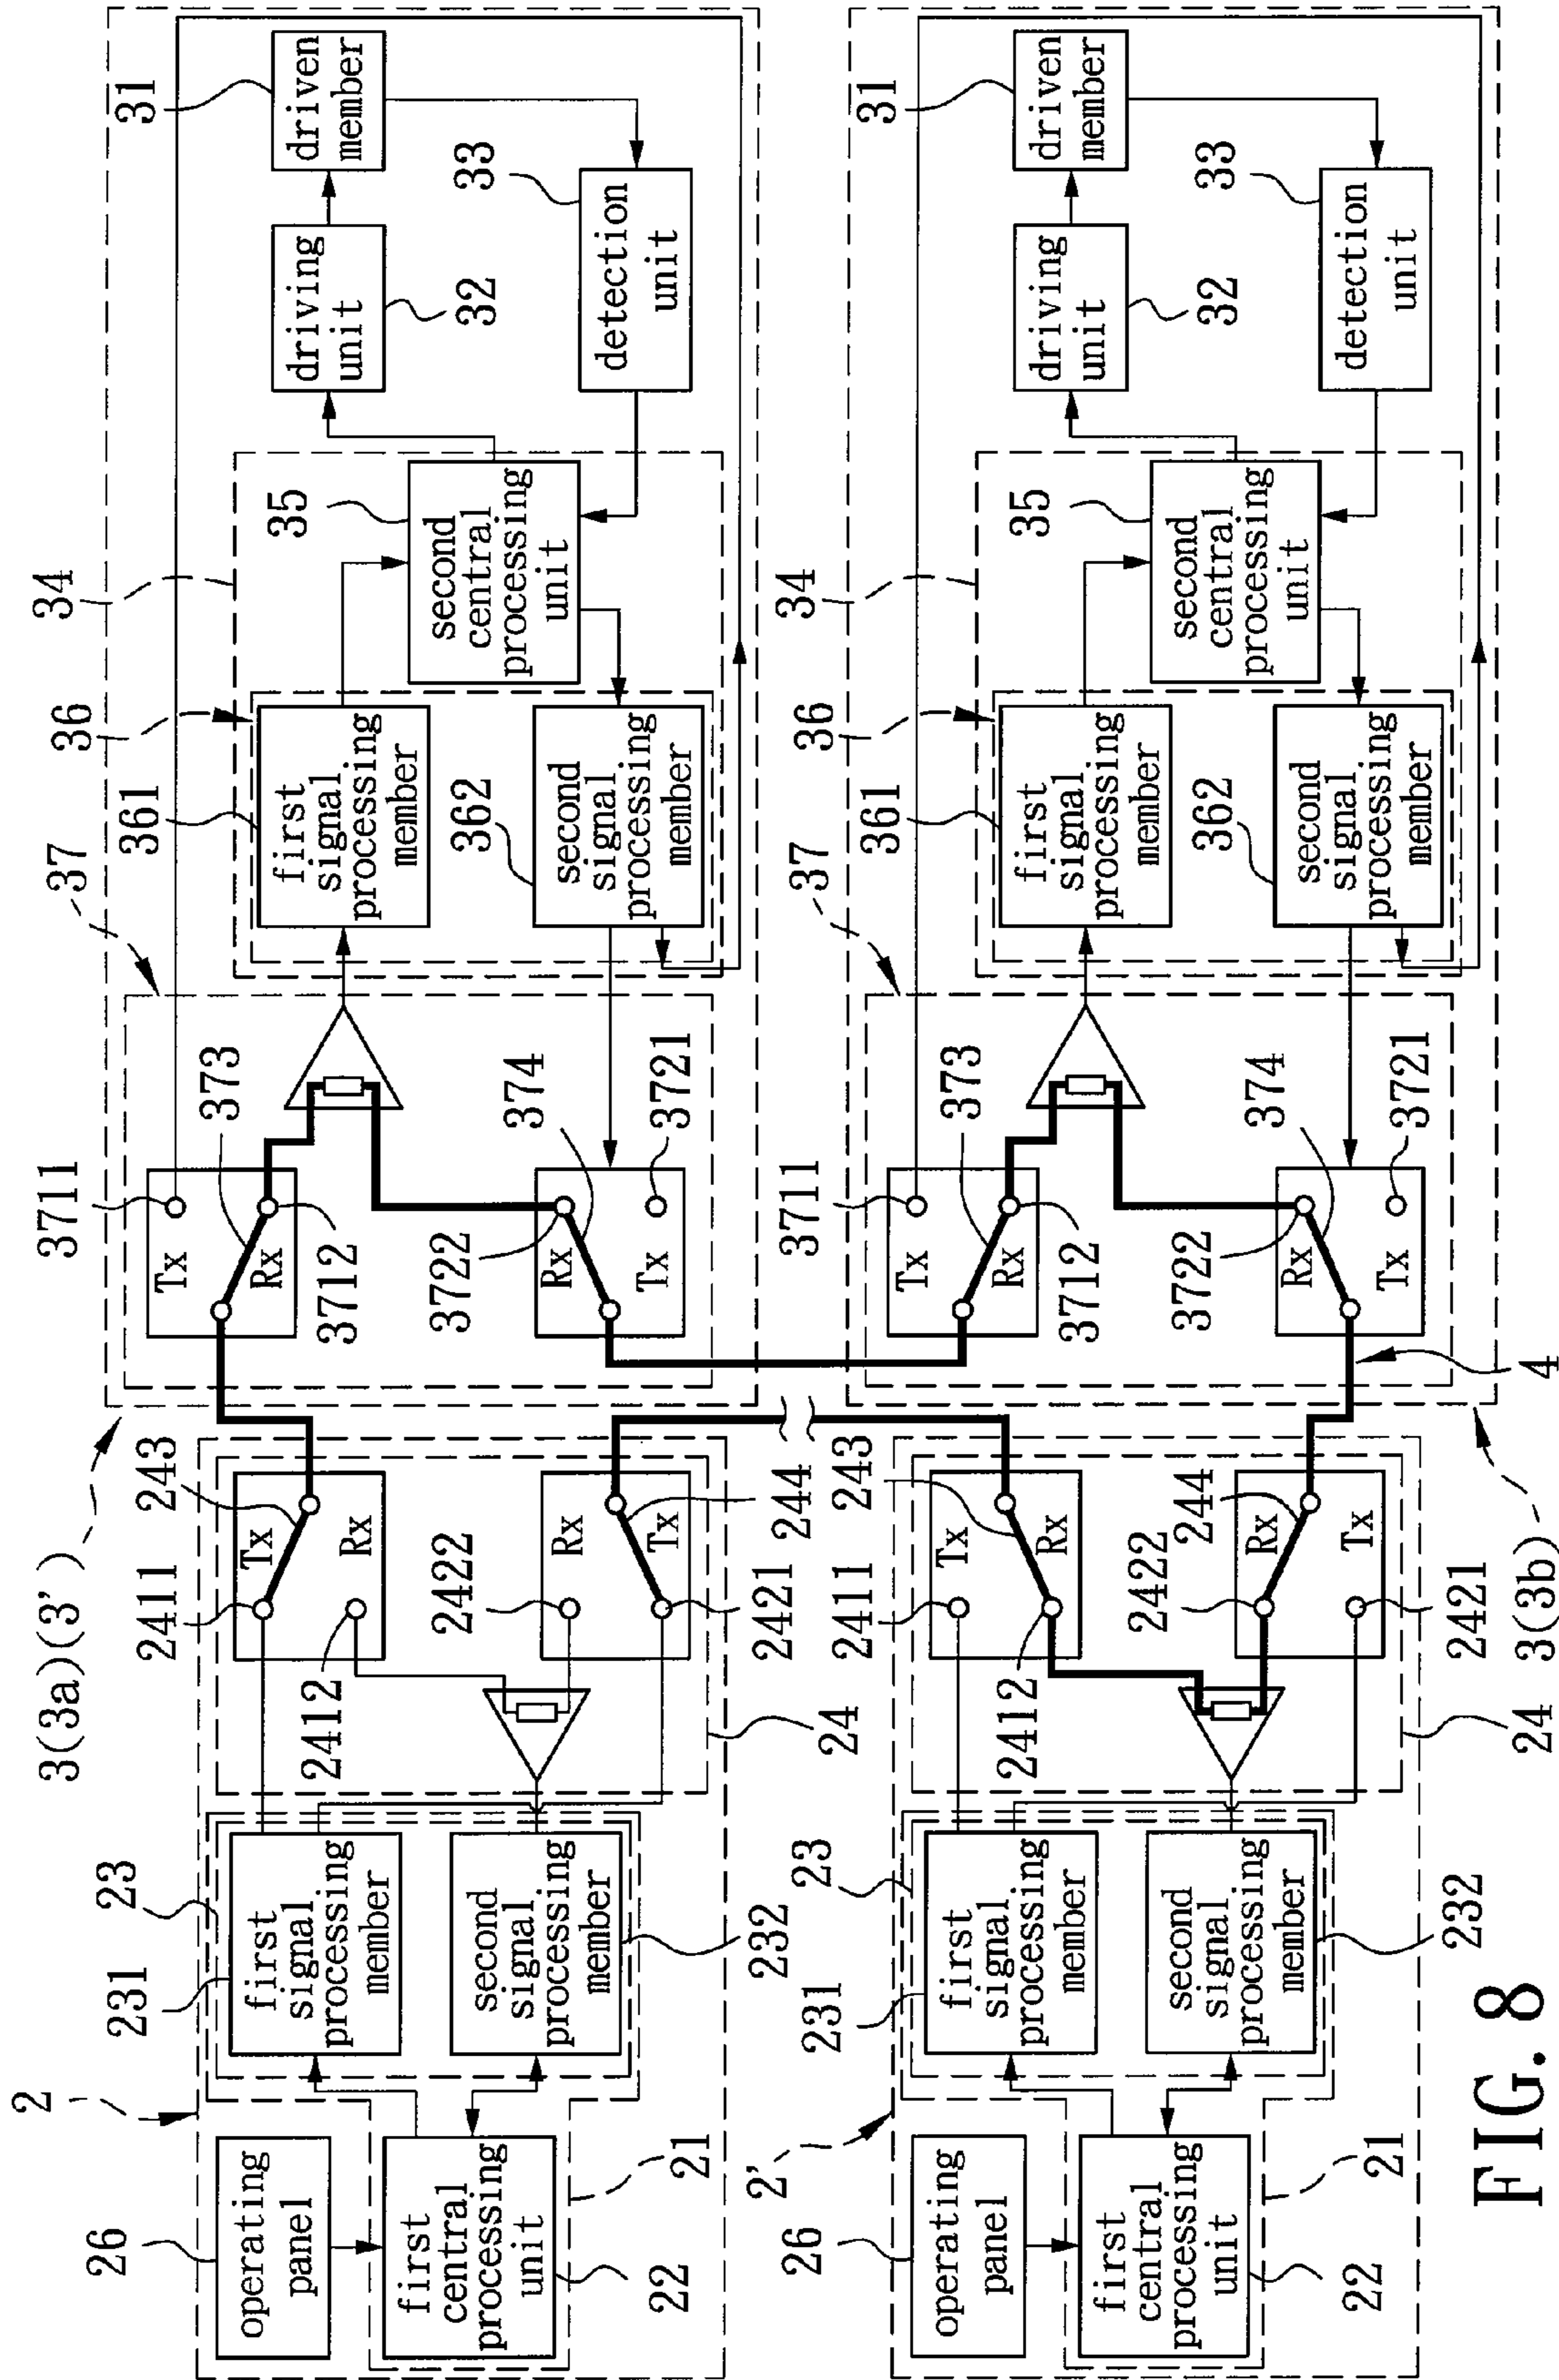 2
26
operating
panel
first
central
processing
unit
22
21
23
231
first
signal
processing
member
second
signal
processing
member
232
2411
243
Tx
Rx
2412
2422
Rx
Tx
244
2421
24
3(3a)(3')
37
3711
Tx
373
Rx
3712
3722
Rx
374
Tx
3721
36
361
first
signal
processing
member
362
second
signal
processing
member
34
35
second
central
processing
unit
driving
unit
32
31
driven
member
33
detection
unit
2'
26
operating
panel
first
central
processing
unit
22
21
23
231
first
signal
processing
member
second
signal
processing
member
232
2411
243
Tx
Rx
2412
2422
244
Rx
Tx
2421
24
3(3b)
4
37
3711
Tx
373
Rx
3712
3722
Rx
374
Tx
3721
36
361
first
signal
processing
member
362
second
signal
processing
member
34
35
second
central
processing
unit
driving
unit
32
31
driven
member
33
detection
unit
FIG. 8